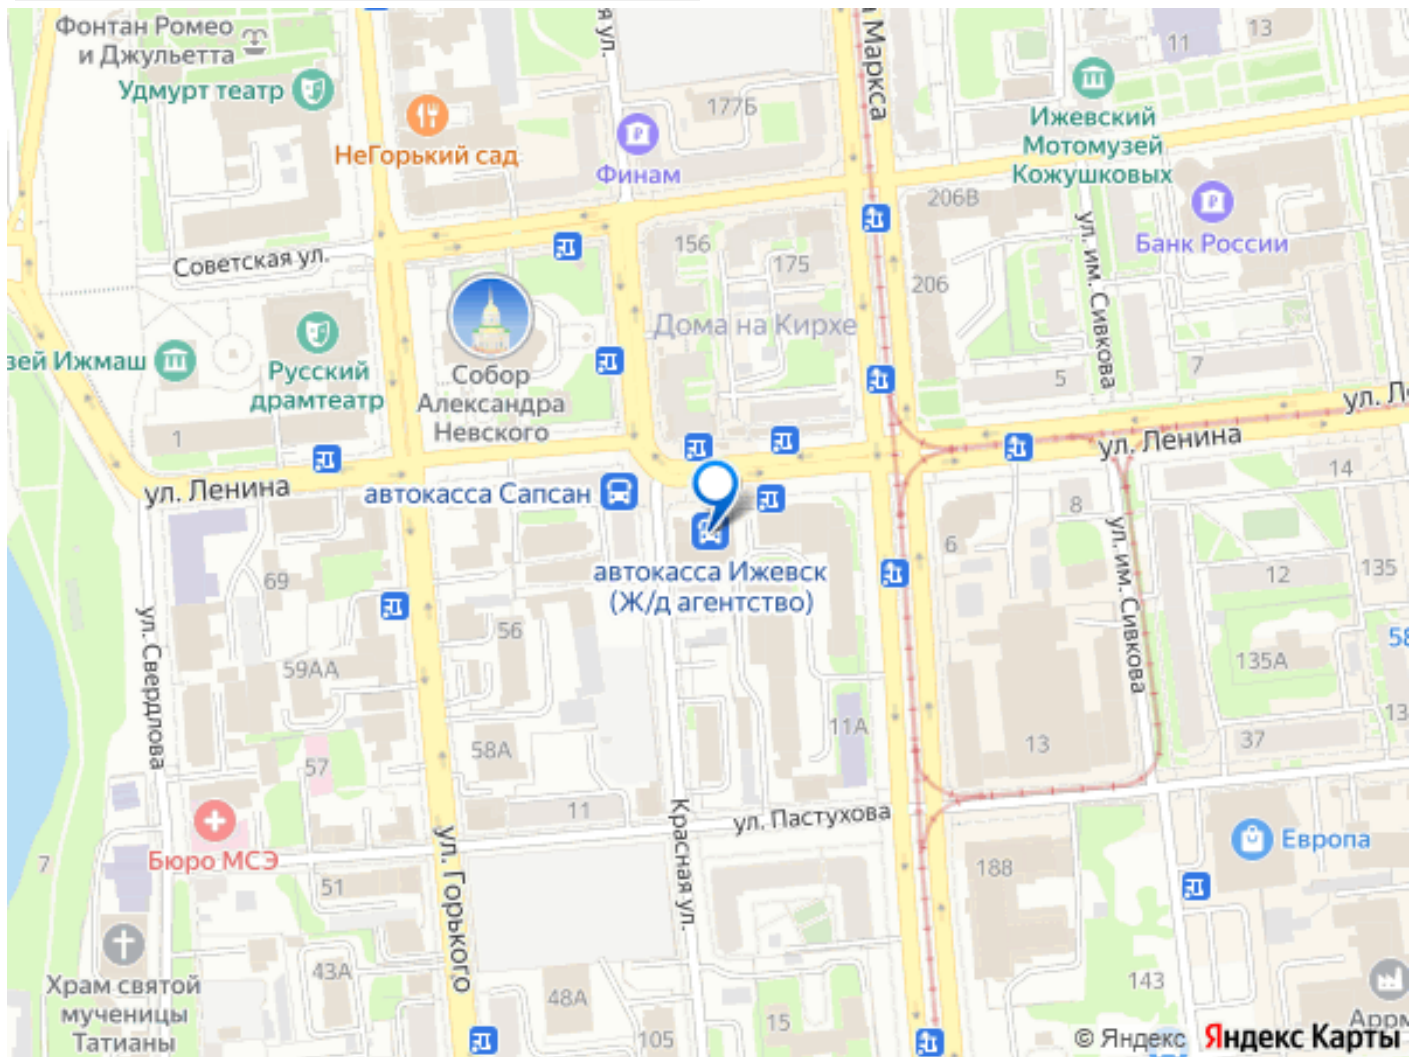 Фонтан Ромео
и Джульетта
Удмурт театр
НеГорький сад
Финам
177Б
Маркса
11
13
Ижевский
Мотомузей
Кожушковых
206В
Банк России
ул. им. Сивкова
Советская ул.
156
175
206
Дома на Кирхе
зей Ижмаш
Русский
драмтеатр
Собор
Александра
Невского
5
7
1
ул. Ленина
автокасса Сапсан
ул. Ленина
14
8
6
автокасса Ижевск
(Ж/д агентство)
69
56
12
135
ул. им. Сивкова
ул. Свердлова
59АА
135А
58
58А
57
11А
13
37
11
ул. Пастухова
Красная ул.
ул. Горького
Бюро МСЭ
7
51
188
Европа
Храм святой
мученицы
Татианы
43А
48А
105
15
143
© Яндекс Яндекс Карты